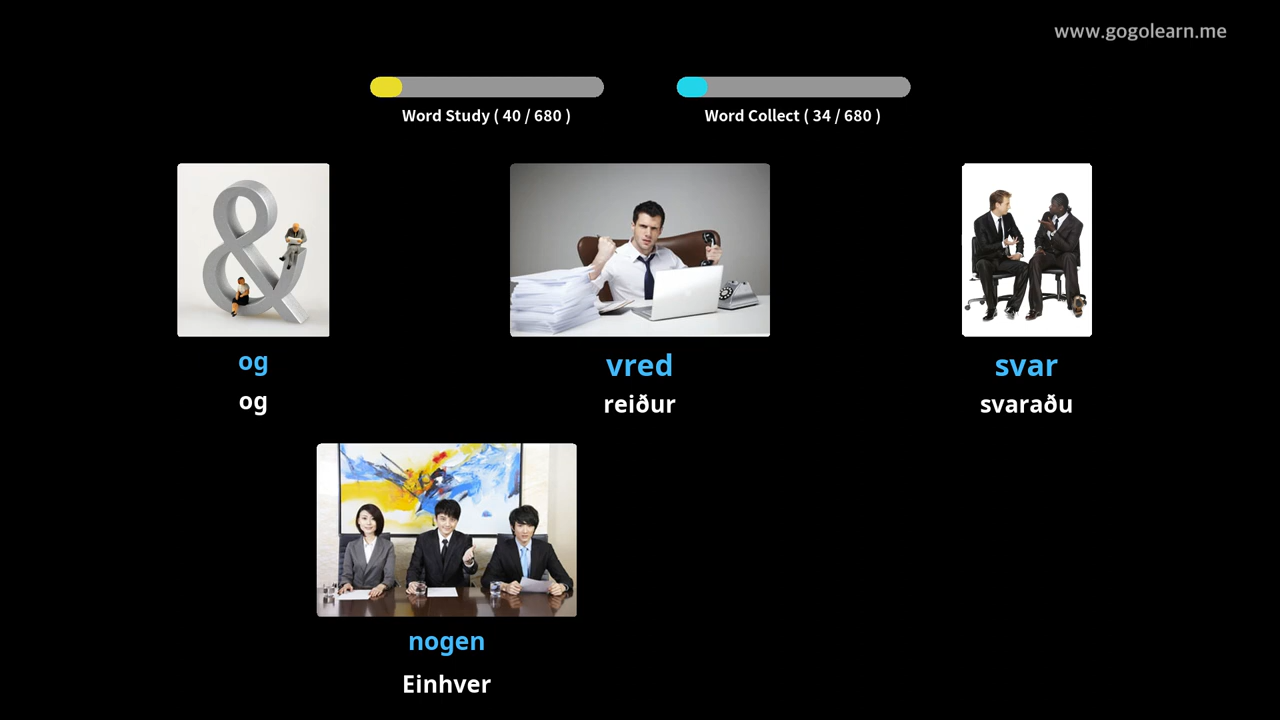 www.gogolearn.me
Word Study ( 40 / 680 )
Word Collect ( 34 / 680 )
&
og
vred
svar
og
reiður
svaraðu
nogen
Einhver